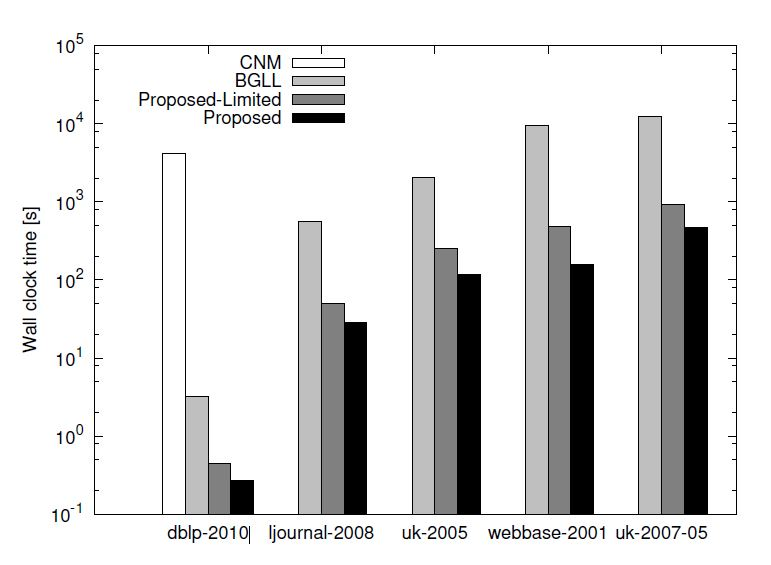 10^5
10^4
10^3
10^2
10^1
10^0
10^-1
Wall clock time [s]
CNM
BGLL
Proposed-Limited
Proposed
dblp-2010 ljournal-2008 uk-2005 webbase-2001 uk-2007-05